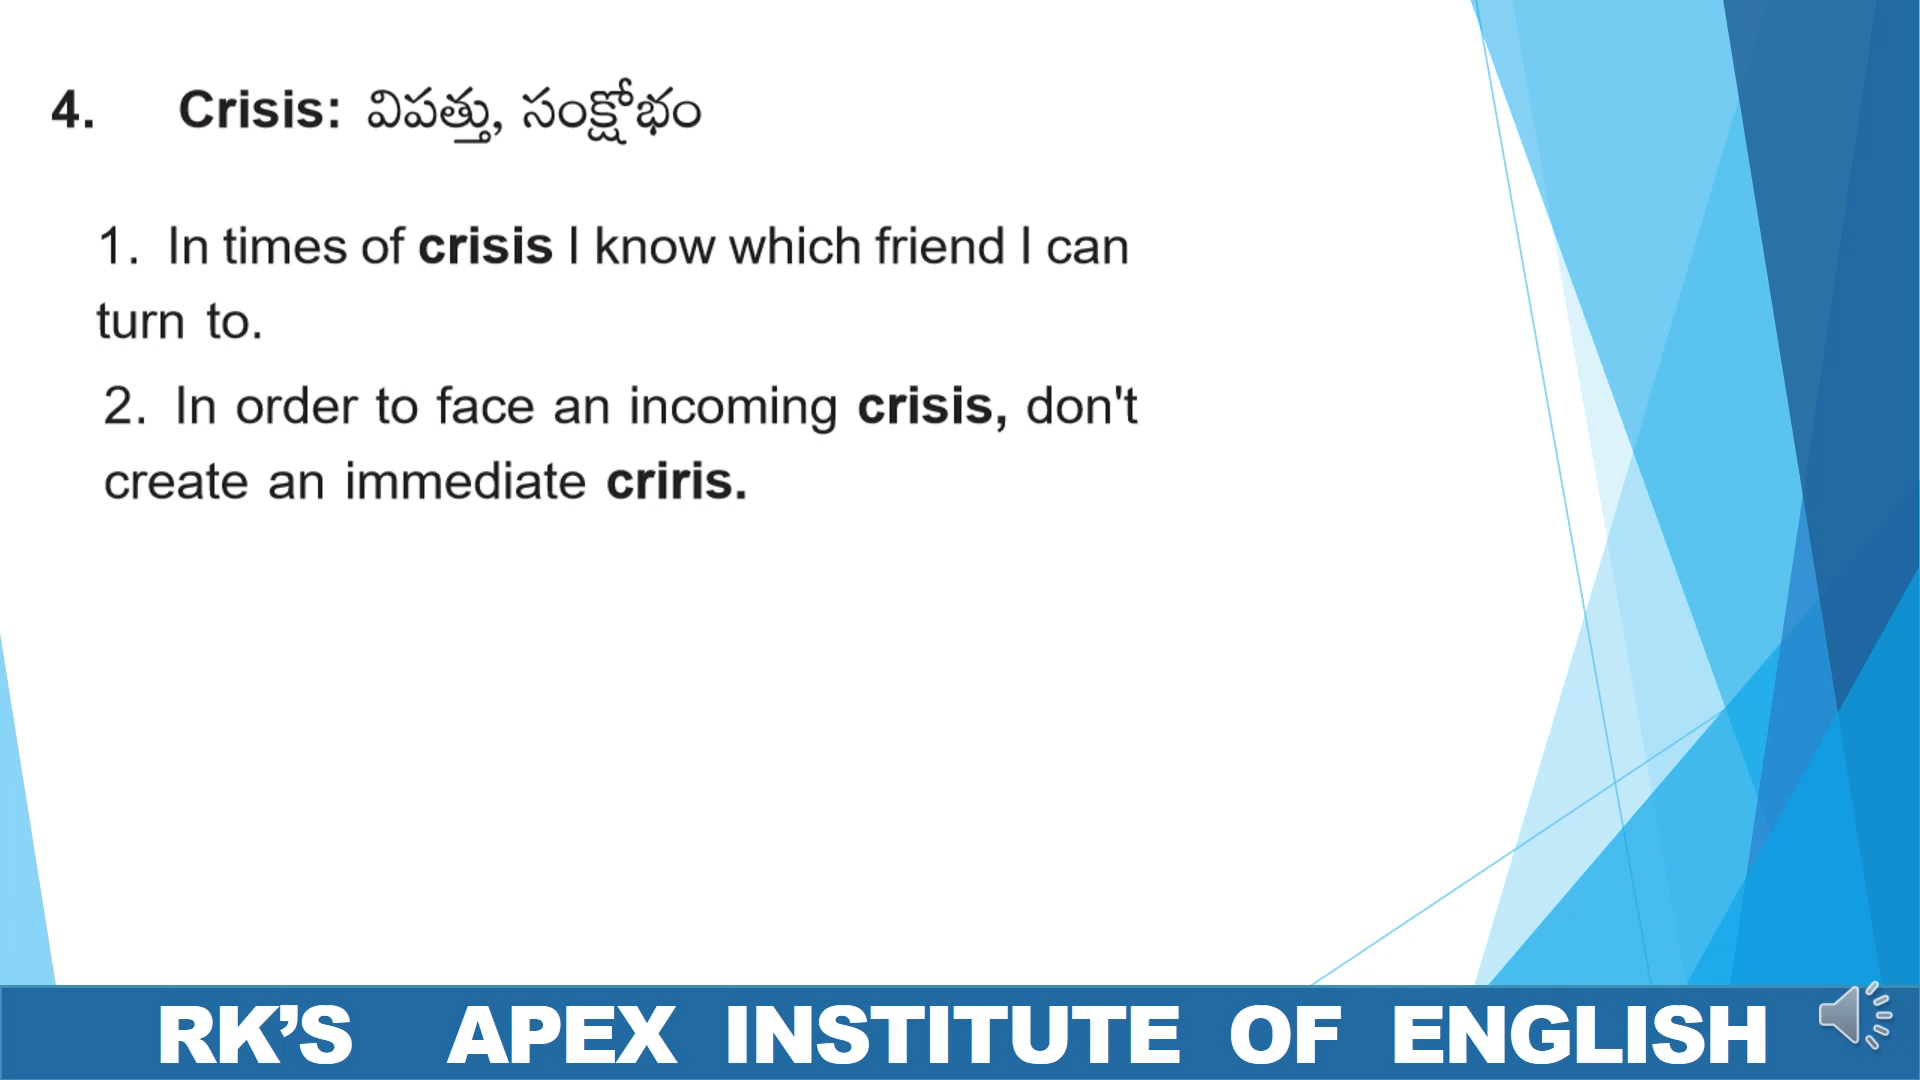 4. Crisis: విపత్తు, సంక్షోభం
1. In times of crisis I know which friend I can
turn to.
2. In order to face an incoming crisis, don't
create an immediate criris.
RK’S APEX INSTITUTE OF ENGLISH